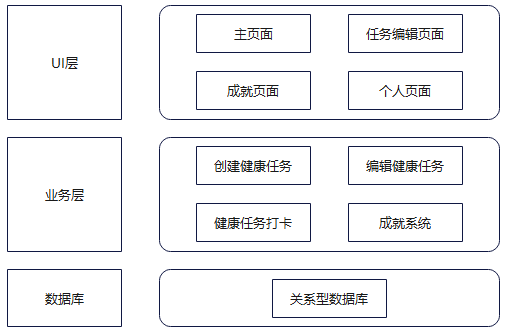 UI层
主页面
任务编辑页面
成就页面
个人页面
业务层
创建健康任务
编辑健康任务
健康任务打卡
成就系统
数据库
关系型数据库